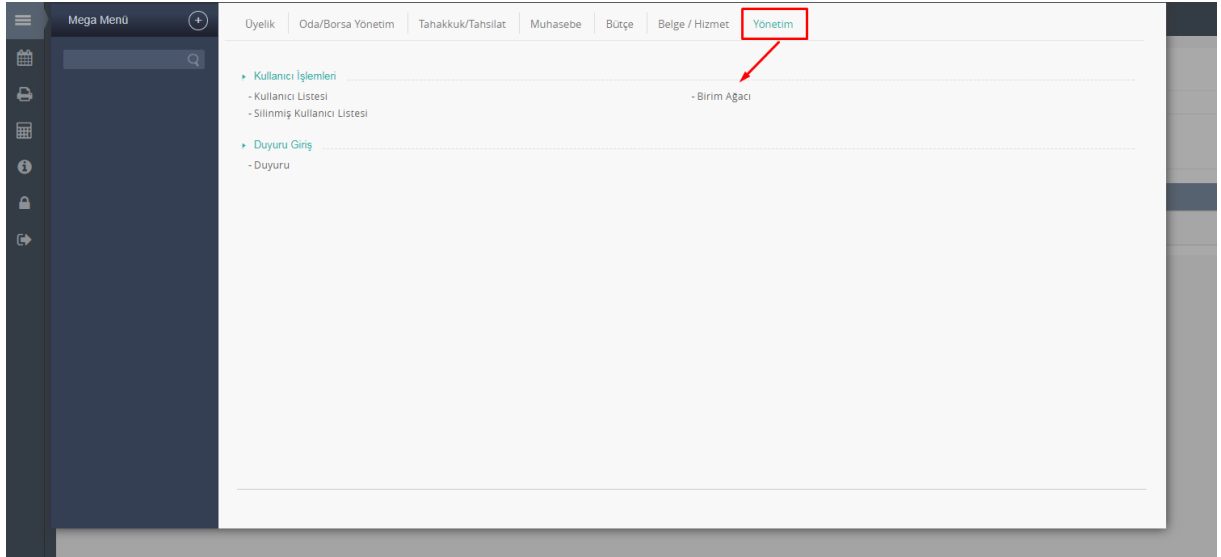 Mega Menü
Üyelik Oda/Borsa Yönetim Tahakkuk/Tahsilat Muhasebe Bütçe Belge / Hizmet Yönetim
Kullanıcı İşlemleri
- Kullanıcı Listesi - Birim Ağacı
- Silinmiş Kullanıcı Listesi
Duyuru Giriş
- Duyuru